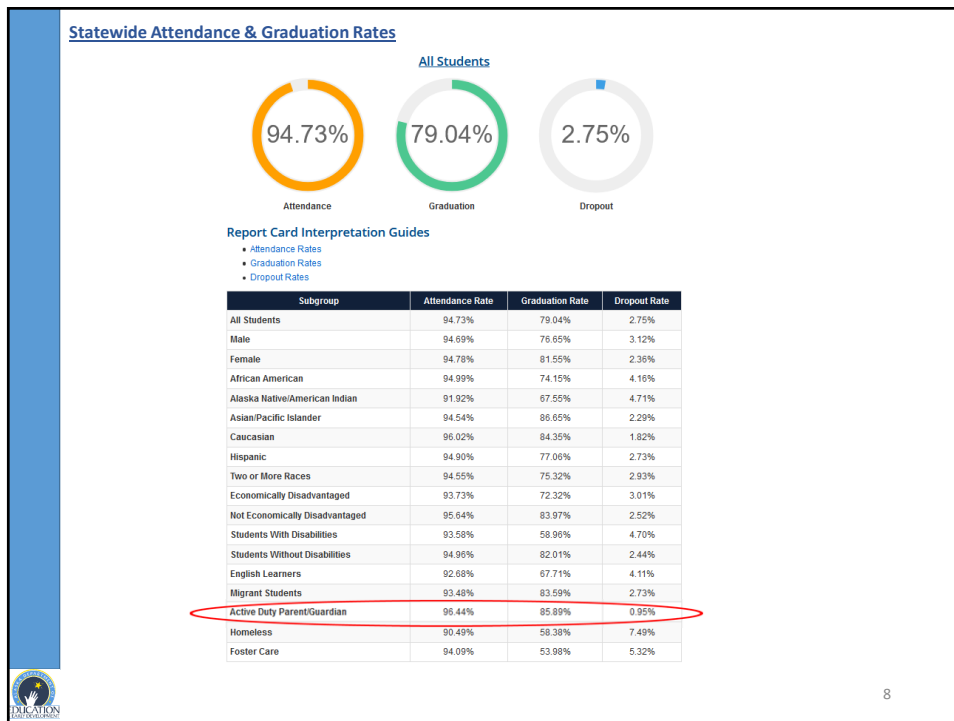 Statewide Attendance & Graduation Rates
All Students
94.73% 79.04% 2.75%
Attendance Graduation Dropout
Report Card Interpretation Guides
• Attendance Rates
• Graduation Rates
• Dropout Rates
Subgroup Attendance Rate Graduation Rate Dropout Rate
All Students 94.73% 79.04% 2.75%
Male 94.69% 76.65% 3.12%
Female 94.78% 81.55% 2.36%
African American 94.99% 74.15% 4.16%
Alaska Native/American Indian 91.92% 67.55% 4.71%
Asian/Pacific Islander 94.54% 86.65% 2.29%
Caucasian 96.02% 84.35% 1.82%
Hispanic 94.90% 77.06% 2.73%
Two or More Races 94.55% 75.32% 2.93%
Economically Disadvantaged 93.73% 72.32% 3.01%
Not Economically Disadvantaged 95.64% 83.97% 2.52%
Students With Disabilities 93.58% 58.96% 4.70%
Students Without Disabilities 94.96% 82.01% 2.44%
English Learners 92.68% 67.71% 4.11%
Migrant Students 93.48% 83.59% 2.73%
Active Duty Parent/Guardian 96.44% 85.89% 0.95%
Homeless 90.49% 58.38% 7.49%
Foster Care 94.09% 53.98% 5.32%
EDUCATION
8